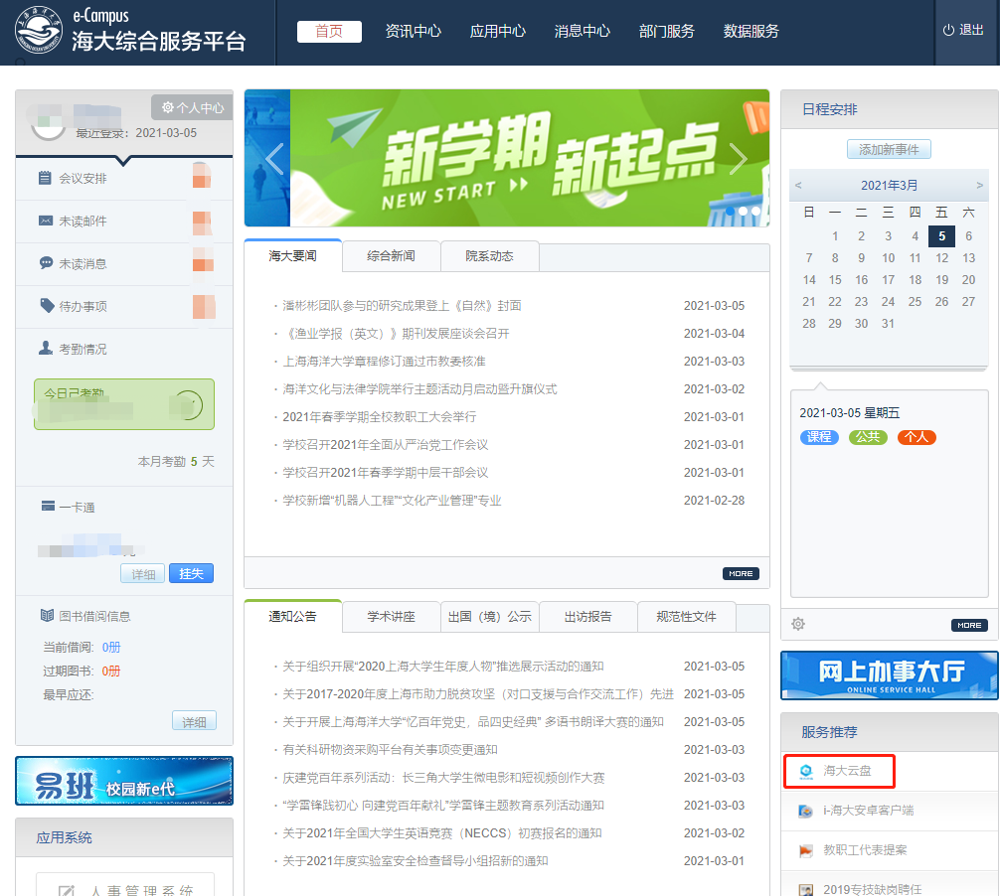 e-Campus
海大综合服务平台
首页 资讯中心 应用中心 消息中心 部门服务 数据服务
退出
个人中心
最近登录：2021-03-05
会议安排
未读邮件
未读消息
待办事项
考勤情况
今日已考勤
本月考勤 5 天
一卡通
详细 挂失
图书借阅信息
当前借阅: 0册
过期图书: 0册
最早应还:
详细
易班 校园新e代
应用系统
人事管理系统
新学期 新起点
NEW START
海大要闻 综合新闻 院系动态
· 潘彬彬团队参与的研究成果登上《自然》封面 2021-03-05
· 《渔业学报（英文）》期刊发展座谈会召开 2021-03-04
· 上海海洋大学章程修订通过市教委核准 2021-03-03
· 海洋文化与法律学院举行主题活动月启动暨升旗仪式 2021-03-02
· 2021年春季学期全校教职工大会举行 2021-03-01
· 学校召开2021年全面从严治党工作会议 2021-03-01
· 学校召开2021年春季学期中层干部会议 2021-03-01
· 学校新增“机器人工程”“文化产业管理”专业 2021-02-28
MORE
通知公告 学术讲座 出国（境）公示 出访报告 规范性文件
· 关于组织开展“2020上海大学生年度人物”推选展示活动的通知 2021-03-05
· 关于2017-2020年度上海市助力脱贫攻坚（对口支援与合作交流工作）先进 2021-03-05
· 关于开展上海海洋大学“忆百年党史，品四史经典” 多语书朗译大赛的通知 2021-03-05
· 有关科研物资采购平台有关事项变更通知 2021-03-03
· 庆建党百年系列活动：长三角大学生微电影和短视频创作大赛 2021-03-03
· “学雷锋践初心 向建党百年献礼”学雷锋主题教育系列活动通知 2021-03-03
· 关于2021年全国大学生英语竞赛（NECCS）初赛报名的通知 2021-03-02
· 关于2021年度实验室安全检查督导小组招新的通知 2021-03-01
日程安排
添加新事件
< 2021年3月 >
日 一 二 三 四 五 六
1 2 3 4 5 6
7 8 9 10 11 12 13
14 15 16 17 18 19 20
21 22 23 24 25 26 27
28 29 30 31
2021-03-05 星期五
课程 公共 个人
MORE
网上办事大厅
ONLINE SERVICE HALL
服务推荐
海大云盘
i-海大安卓客户端
教职工代表提案
2019专技缺岗聘任